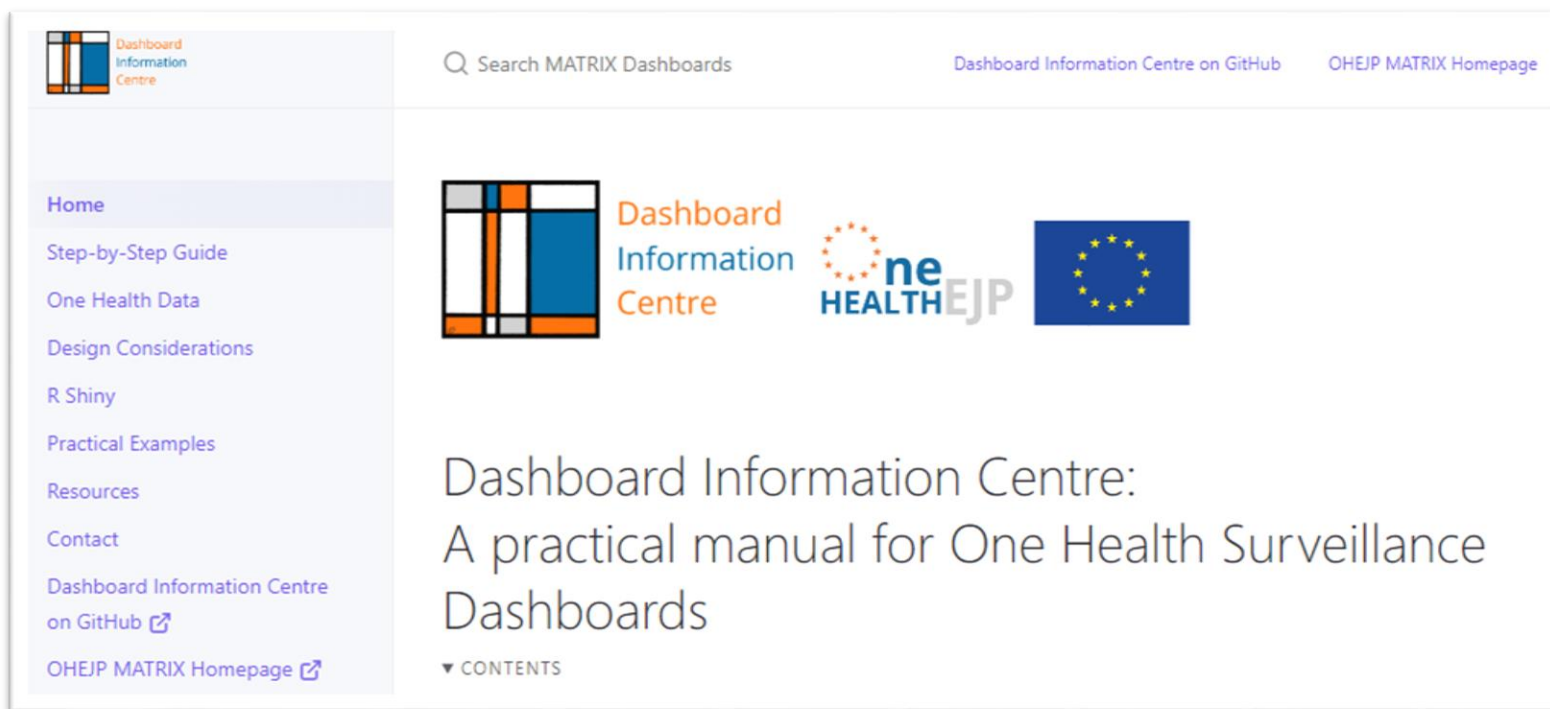 Dashboard
Information
Centre
Search MATRIX Dashboards
Dashboard Information Centre on GitHub
OHEJP MATRIX Homepage
Home
Step-by-Step Guide
One Health Data
Design Considerations
R Shiny
Practical Examples
Resources
Contact
Dashboard Information Centre
on GitHub
OHEJP MATRIX Homepage
Dashboard
Information
Centre
One
HEALTH EJP
Dashboard Information Centre:
A practical manual for One Health Surveillance
Dashboards
▼ CONTENTS